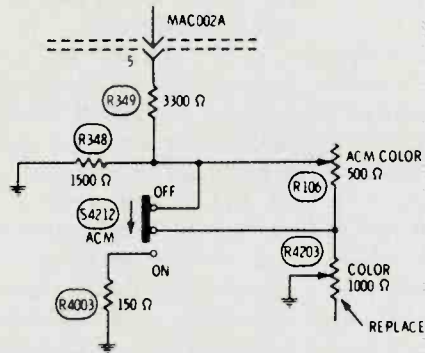 MAC002A
5
R349
3300 Ω
R348
1500 Ω
OFF
ACM COLOR
500 Ω
R106
S4212
ACM
R4203
COLOR
1000 Ω
ON
R4003
150 Ω
REPLACE